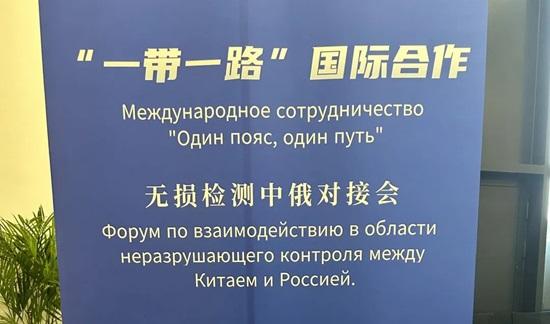 “一带一路”国际合作
Международное сотрудничество
"Один пояс, один путь"
无损检测中俄对接会
Форум по взаимодействию в области
неразрушающего контроля между
Китаем и Россией.